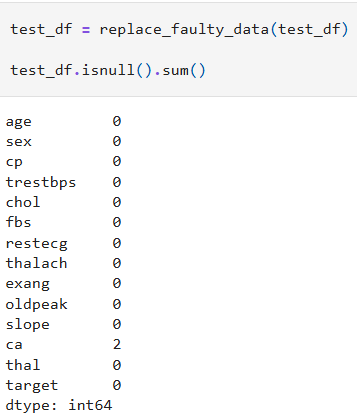 test_df = replace_faulty_data(test_df)
test_df.isnull().sum()
age 0
sex 0
cp 0
trestbps 0
chol 0
fbs 0
restecg 0
thalach 0
exang 0
oldpeak 0
slope 0
ca 2
thal 0
target 0
dtype: int64